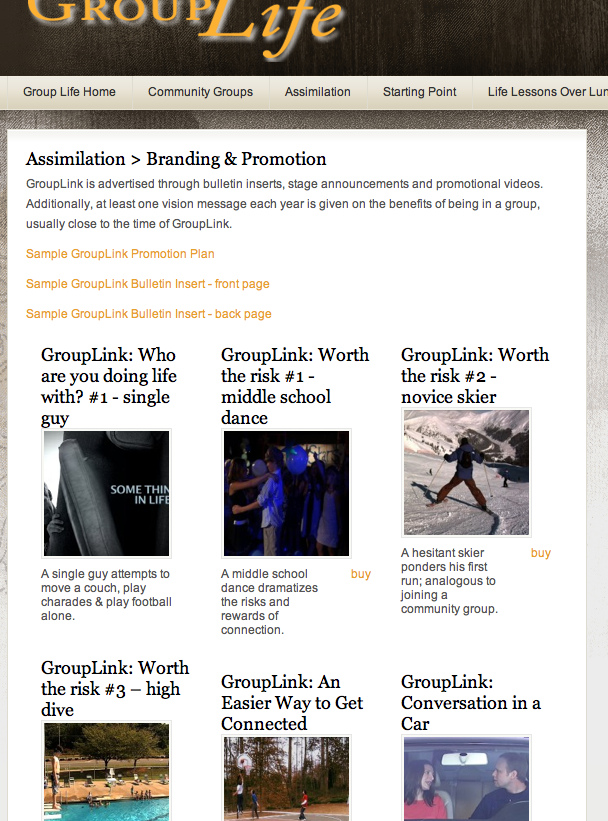 GROUPLife
Group Life Home
Community Groups
Assimilation
Starting Point
Life Lessons Over Lun
Assimilation > Branding & Promotion
GroupLink is advertised through bulletin inserts, stage announcements and promotional videos.
Additionally, at least one vision message each year is given on the benefits of being in a group,
usually close to the time of GroupLink.
Sample GroupLink Promotion Plan
Sample GroupLink Bulletin Insert - front page
Sample GroupLink Bulletin Insert - back page
GroupLink: Who
are you doing life
with? #1 - single
guy
SOME THIN
IN LIFE
A single guy attempts to
move a couch, play
charades & play football
alone.
GroupLink: Worth
the risk #1 -
middle school
dance
A middle school
dance dramatizes
the risks and
rewards of
connection.
buy
GroupLink: Worth
the risk #2 -
novice skier
A hesitant skier
ponders his first
run; analogous to
joining a
community group.
buy
GroupLink: Worth
the risk #3 – high
dive
GroupLink: An
Easier Way to Get
Connected
GroupLink:
Conversation in a
Car